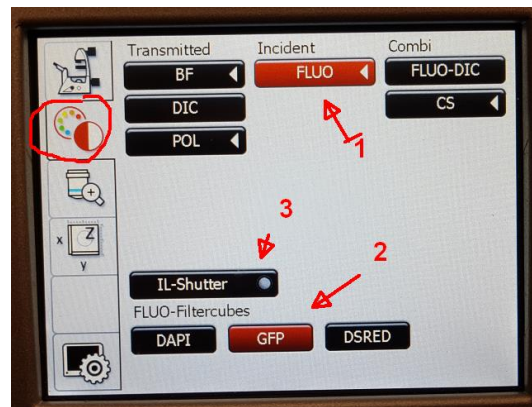 Transmitted Incident Combi
BF FLUO FLUO-DIC
DIC CS
POL
1
3
2
x Z
y
IL-Shutter
FLUO-Filtercubes
DAPI GFP DSRED